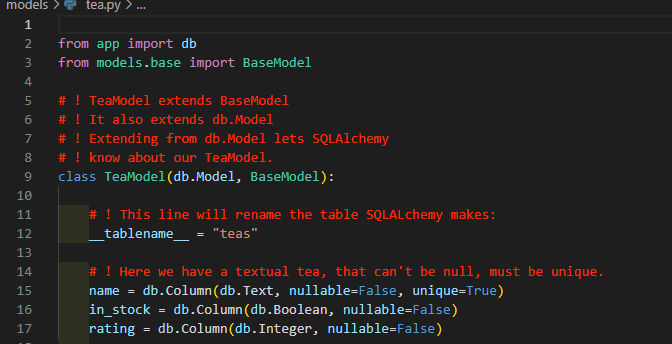 models > tea.py > ...
1
2 from app import db
3 from models.base import BaseModel
4
5 # ! TeaModel extends BaseModel
6 # ! It also extends db.Model
7 # ! Extending from db.Model lets SQLAlchemy
8 # ! know about our TeaModel.
9 class TeaModel(db.Model, BaseModel):
10
11 # ! This line will rename the table SQLALchemy makes:
12 __tablename__ = "teas"
13
14 # ! Here we have a textual tea, that can't be null, must be unique.
15 name = db.Column(db.Text, nullable=False, unique=True)
16 in_stock = db.Column(db.Boolean, nullable=False)
17 rating = db.Column(db.Integer, nullable=False)